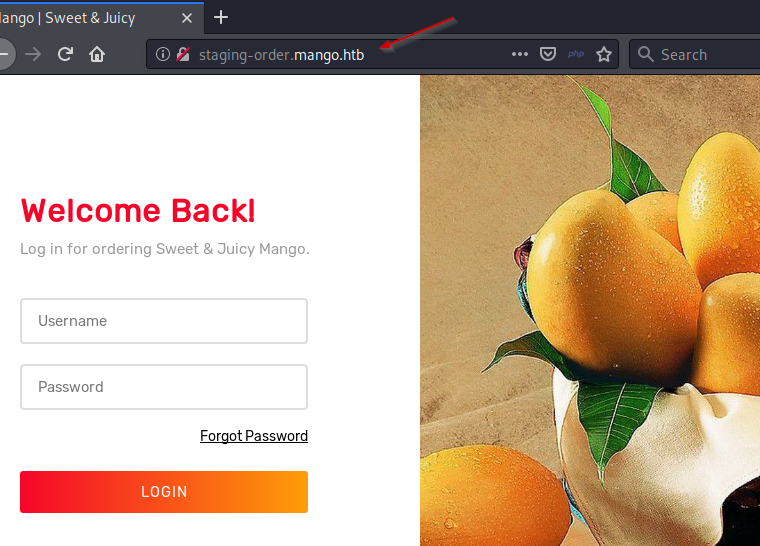 Mango | Sweet & Juicy
staging-order.mango.htb
php
Search
Welcome Back!
Log in for ordering Sweet & Juicy Mango.
Username
Password
Forgot Password
LOGIN